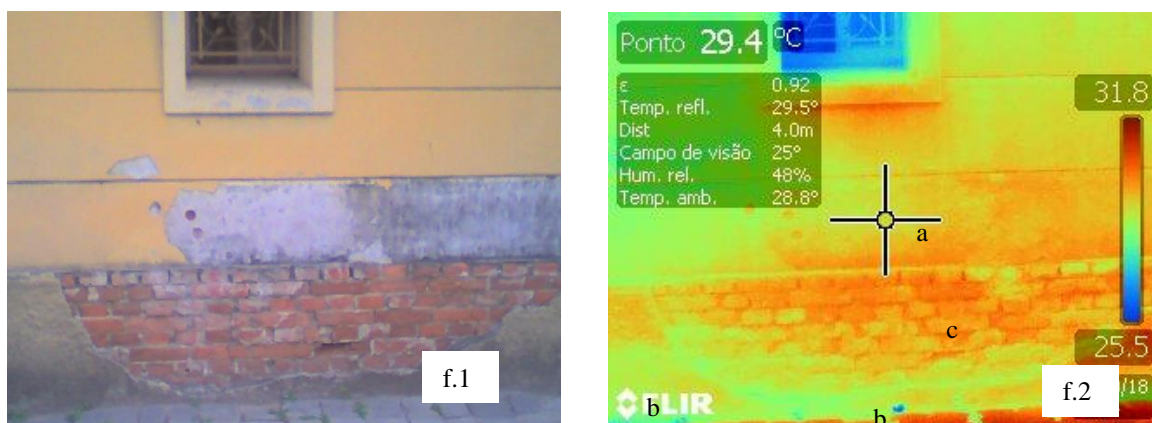 f.1
Ponto 29.4 °C
ε 0.92
Temp. refl. 29.5°
Dist 4.0m
Campo de visão 25°
Hum. rel. 48%
Temp. amb. 28.8°
31.8
a
c
25.5
/18
f.2
b FLIR
b